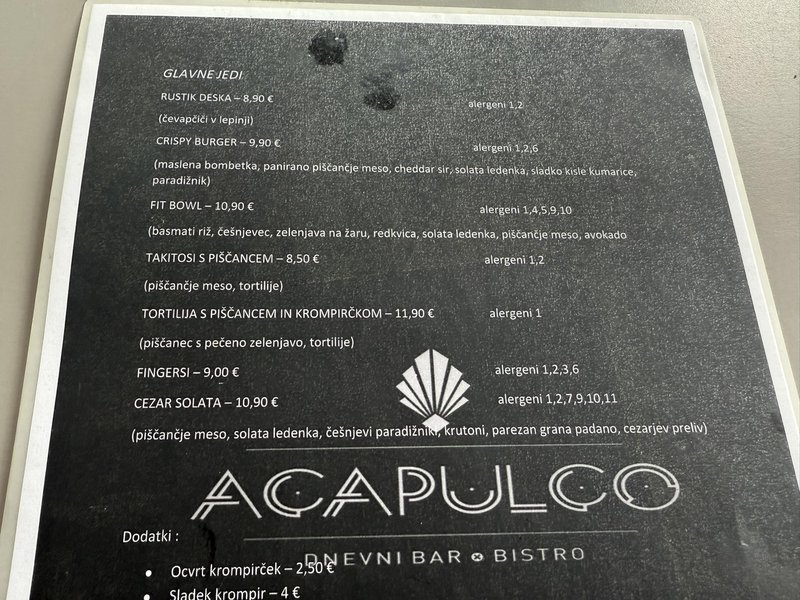 GLAVNE JEDI
RUSTIK DESKA – 8,90 € alergeni 1,2
(čevapčiči v lepinji)
CRISPY BURGER – 9,90 € alergeni 1,2,6
(maslena bombetka, panirano piščančje meso, cheddar sir, solata ledenka, sladko kisle kumarice,
paradižnik)
FIT BOWL – 10,90 € alergeni 1,4,5,9,10
(basmati riž, češnjevec, zelenjava na žaru, redkvica, solata ledenka, piščančje meso, avokado
TAKITOSI S PIŠČANCEM – 8,50 € alergeni 1,2
(piščančje meso, tortilije)
TORTILIJA S PIŠČANCEM IN KROMPIRČKOM – 11,90 € alergeni 1
(piščanec s pečeno zelenjavo, tortilije)
FINGERSI – 9,00 € alergeni 1,2,3,6
CEZAR SOLATA – 10,90 € alergeni 1,2,7,9,10,11
(piščančje meso, solata ledenka, češnjevi paradižniki, krutoni, parezan grana padano, cezarjev preliv)
ACAPULCO
Dodatki :
DNEVNI BAR BISTRO
• Ocvrt krompirček – 2,50 €
• Sladek krompir – 4 €